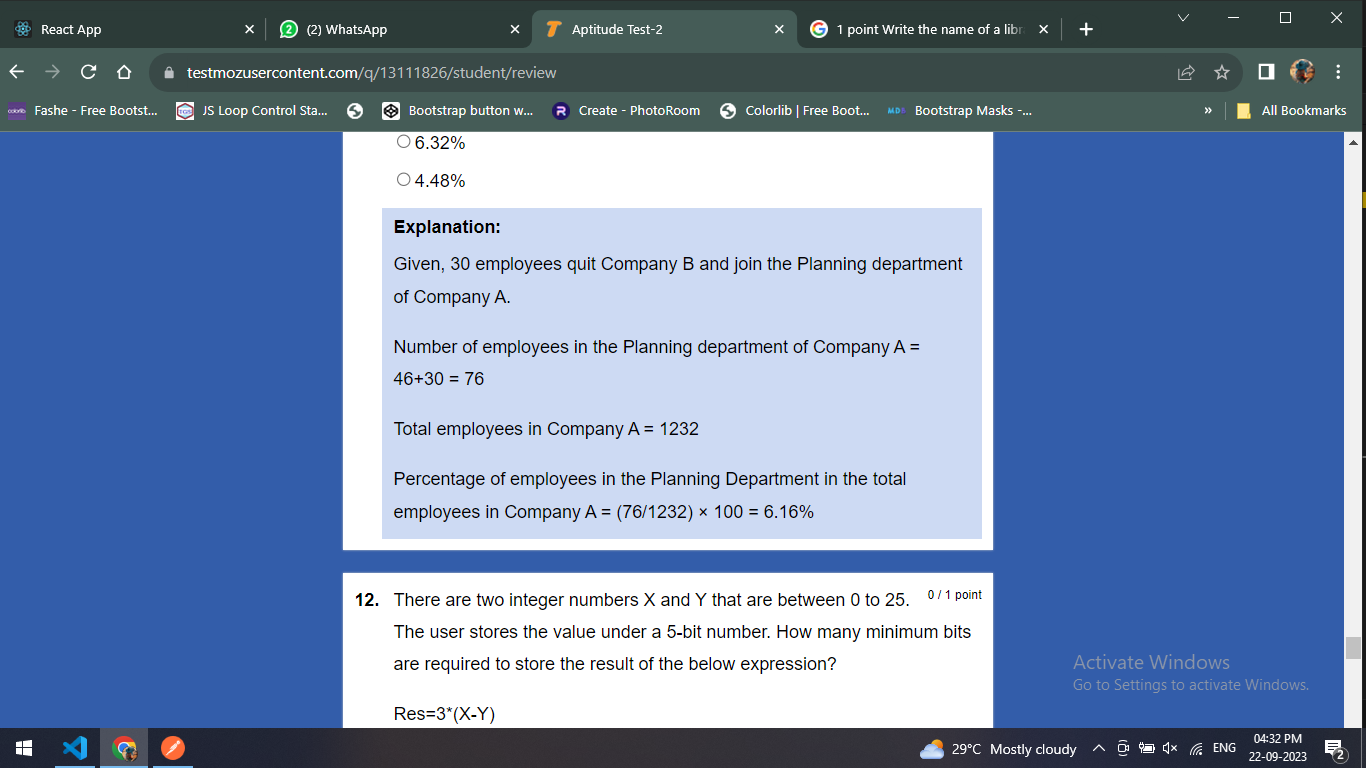 React App
(2) WhatsApp
Aptitude Test-2
1 point Write the name of a libr
testmozusercontent.com/q/13111826/student/review
Fashe - Free Bootst...
JS Loop Control Sta...
Bootstrap button w...
Create - PhotoRoom
Colorlib | Free Boot...
Bootstrap Masks -...
»
All Bookmarks
6.32%
4.48%
Explanation:
Given, 30 employees quit Company B and join the Planning department
of Company A.
Number of employees in the Planning department of Company A =
46+30 = 76
Total employees in Company A = 1232
Percentage of employees in the Planning Department in the total
employees in Company A = (76/1232) × 100 = 6.16%
12. There are two integer numbers X and Y that are between 0 to 25. 0 / 1 point
The user stores the value under a 5-bit number. How many minimum bits
are required to store the result of the below expression?
Res=3*(X-Y)
Activate Windows
Go to Settings to activate Windows.
29°C Mostly cloudy
ENG
04:32 PM
22-09-2023
2